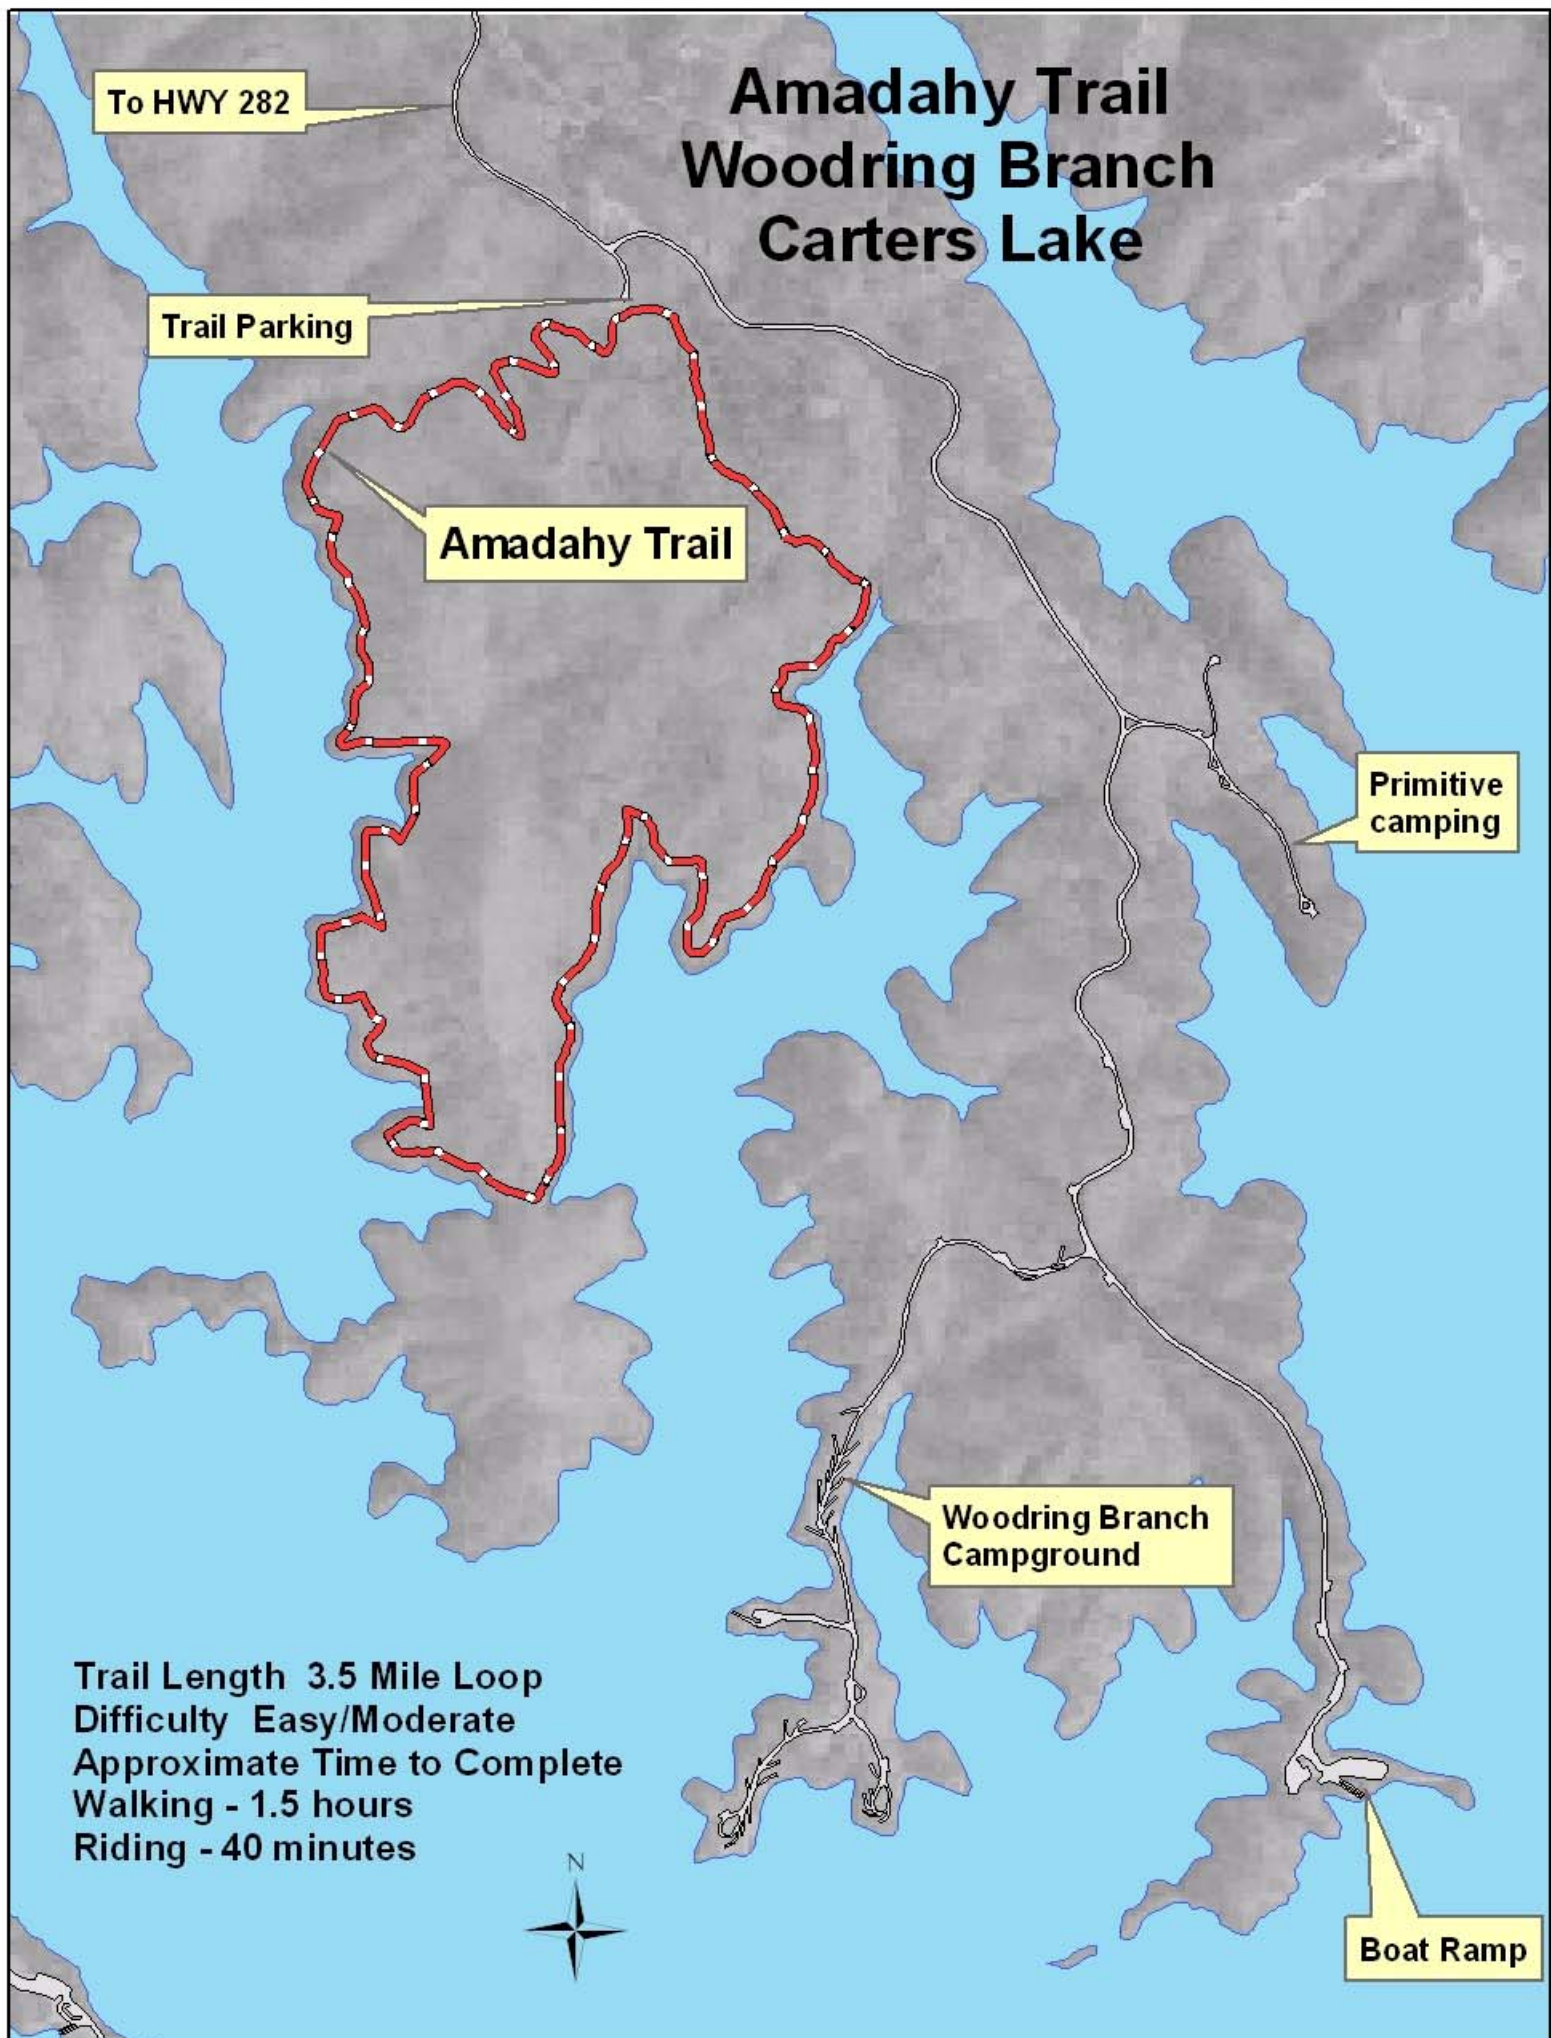 Amadahy Trail
Woodring Branch
Carters Lake
To HWY 282
Trail Parking
Amadahy Trail
Primitive
camping
Woodring Branch
Campground
Trail Length  3.5 Mile Loop
Difficulty  Easy/Moderate
Approximate Time to Complete
Walking - 1.5 hours
Riding - 40 minutes
N
Boat Ramp